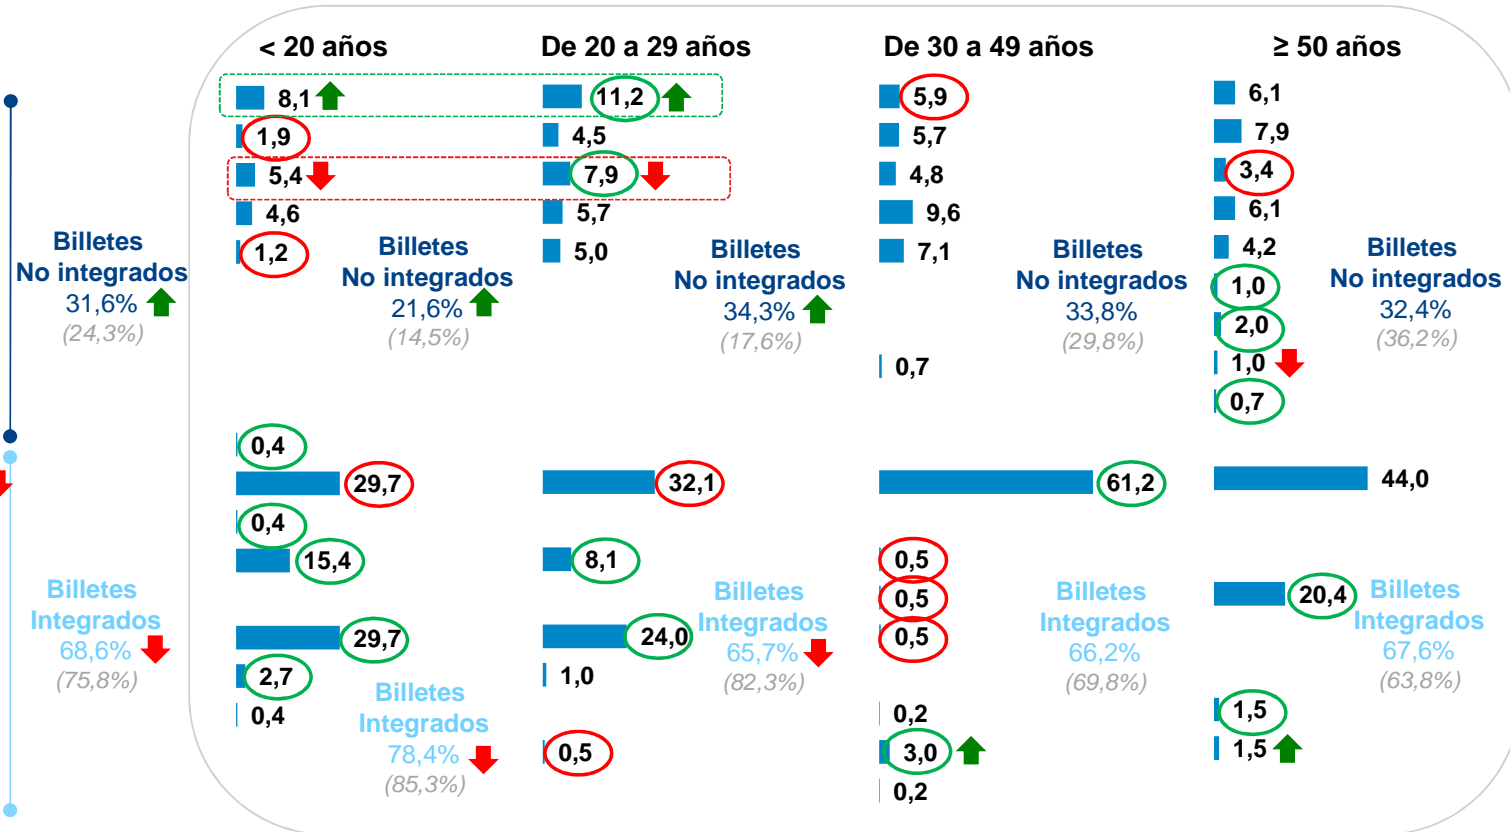 < 20 años
De 20 a 29 años
De 30 a 49 años
≥ 50 años
Billetes
No integrados
31,6%
(24,3%)
Billetes
Integrados
68,6%
(75,8%)
8,1
1,9
5,4
4,6
1,2
Billetes
No integrados
21,6%
(14,5%)
0,4
29,7
0,4
15,4
29,7
2,7
0,4
Billetes
Integrados
78,4%
(85,3%)
11,2
4,5
7,9
5,7
5,0
Billetes
No integrados
34,3%
(17,6%)
32,1
8,1
24,0
1,0
0,5
Billetes
Integrados
65,7%
(82,3%)
5,9
5,7
4,8
9,6
7,1
0,7
Billetes
No integrados
33,8%
(29,8%)
61,2
0,5
0,5
0,5
0,2
3,0
0,2
Billetes
Integrados
66,2%
(69,8%)
6,1
7,9
3,4
6,1
4,2
1,0
2,0
1,0
0,7
Billetes
No integrados
32,4%
(36,2%)
44,0
20,4
1,5
1,5
Billetes
Integrados
67,6%
(63,8%)